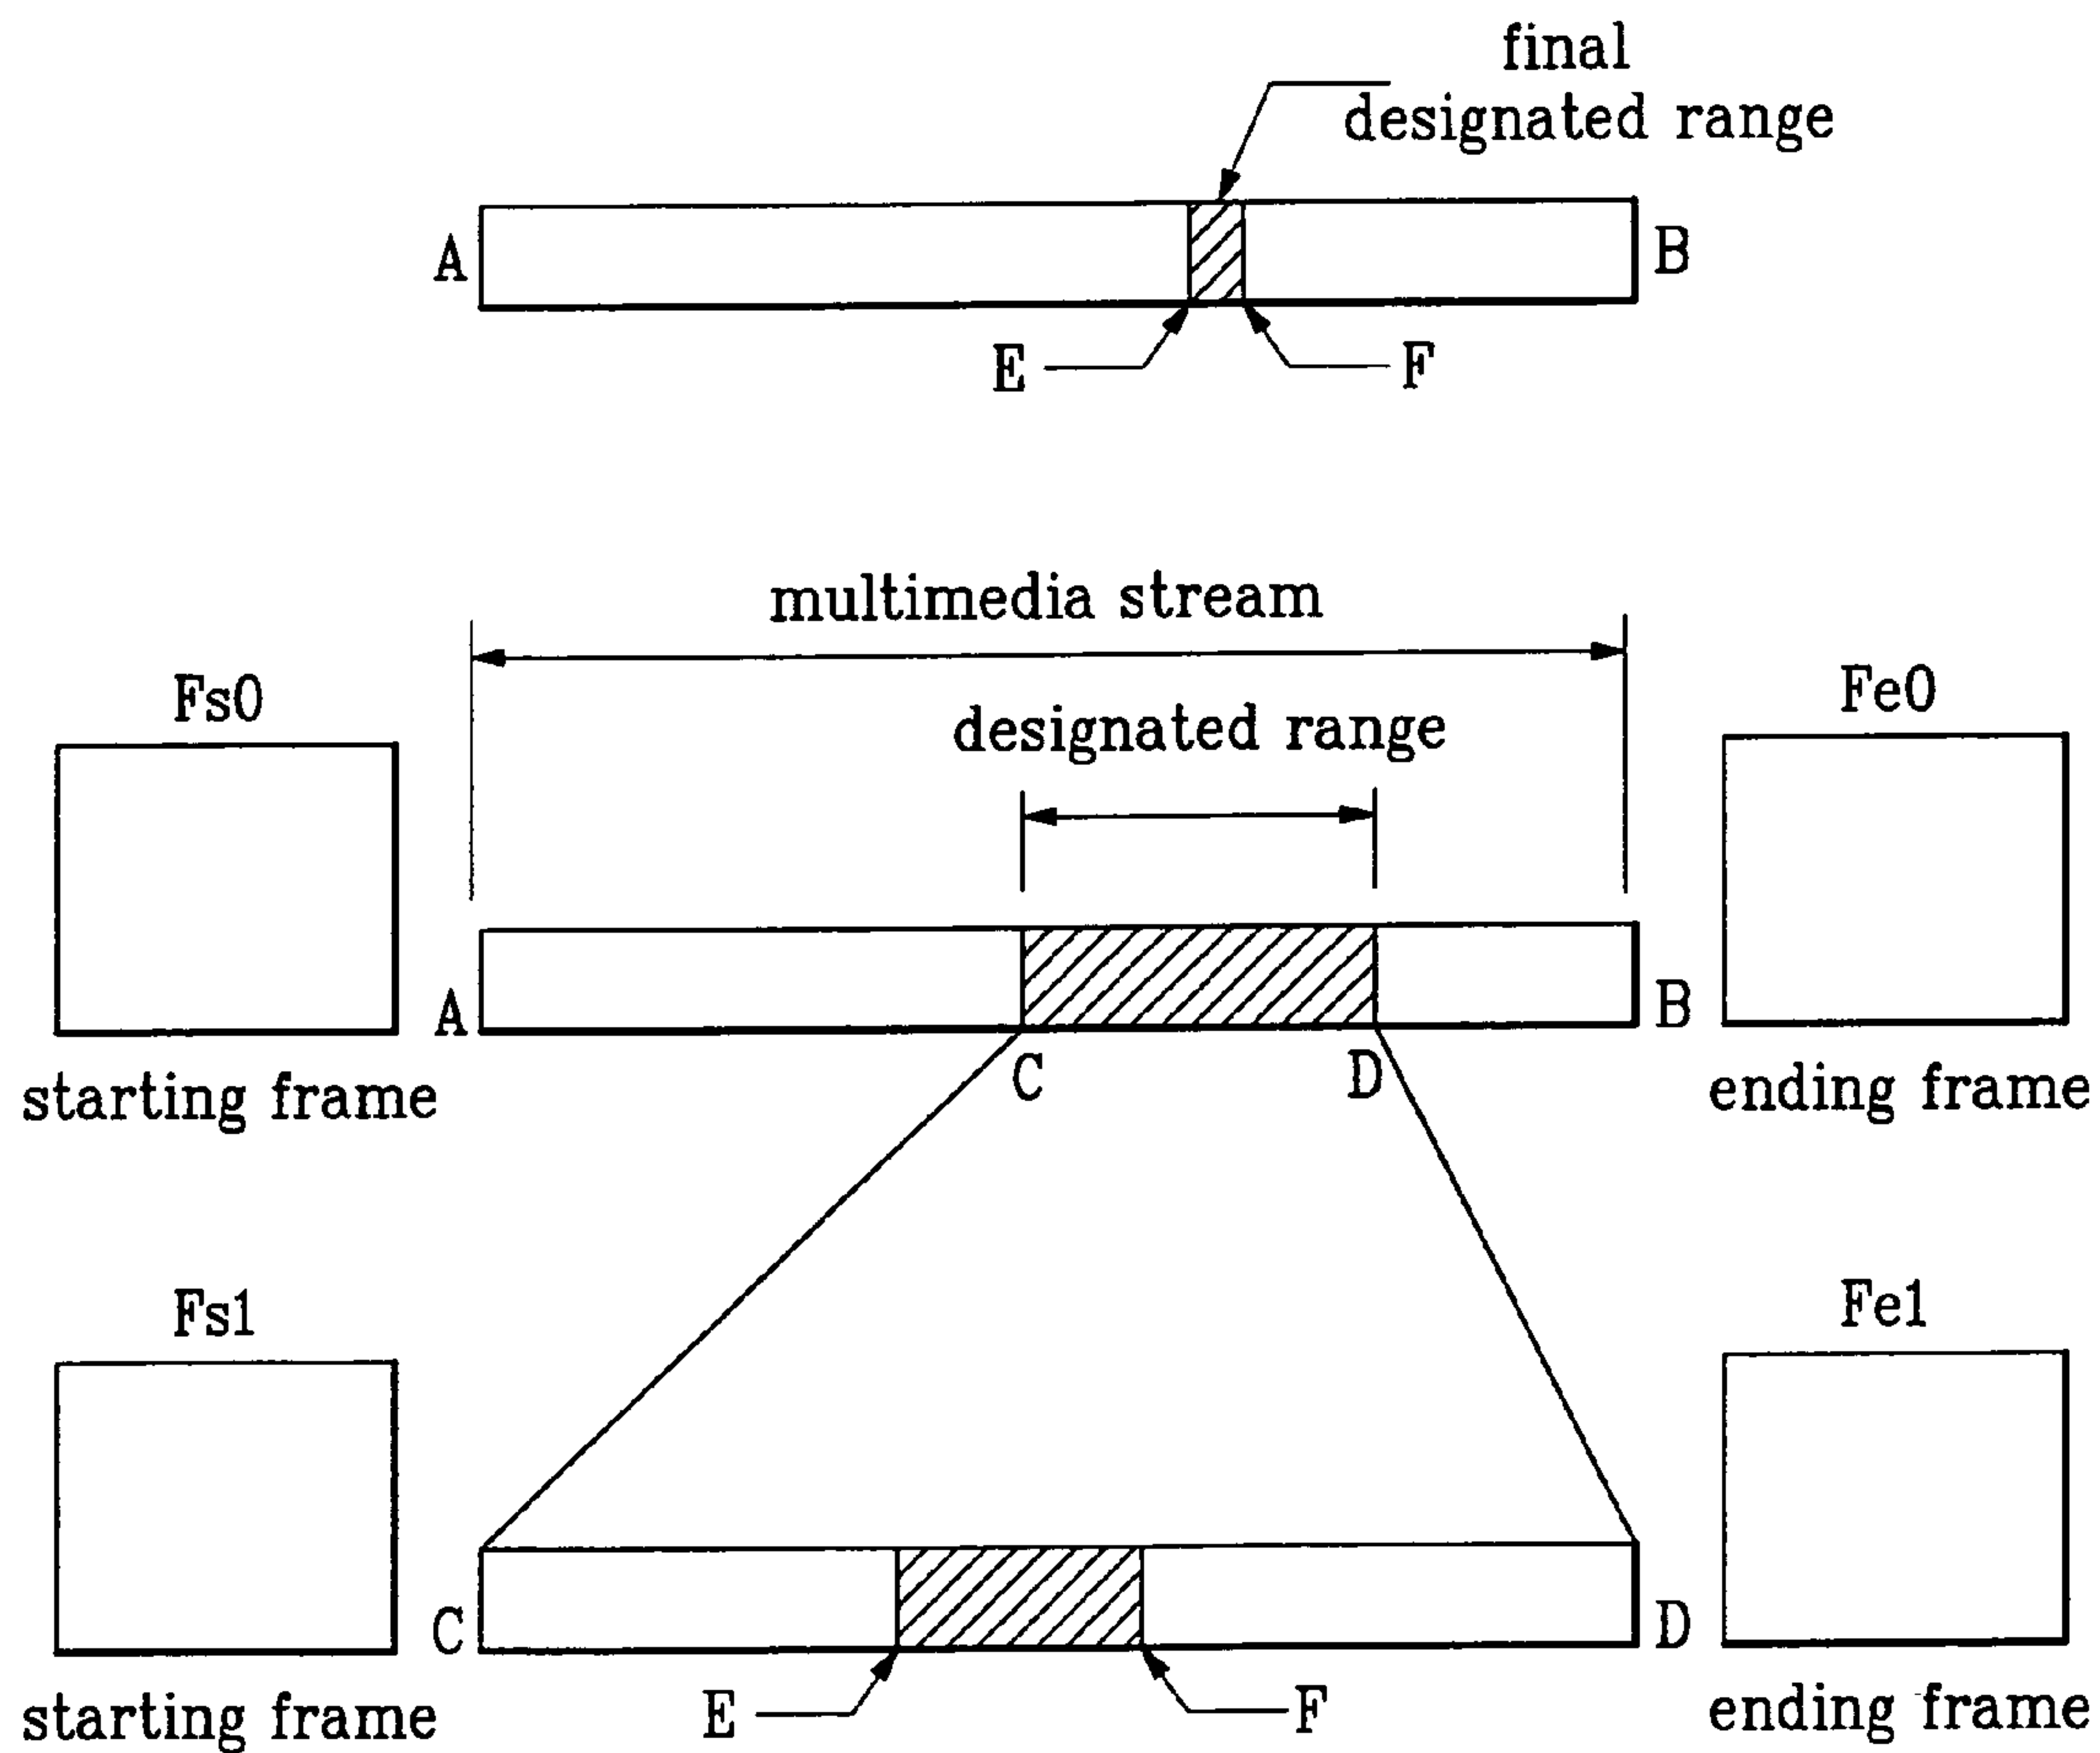 final
designated range
A
B
E
F
multimedia stream
Fs0
Fe0
designated range
A
B
C
D
starting frame
ending frame
Fs1
Fe1
C
D
E
F
starting frame
ending frame